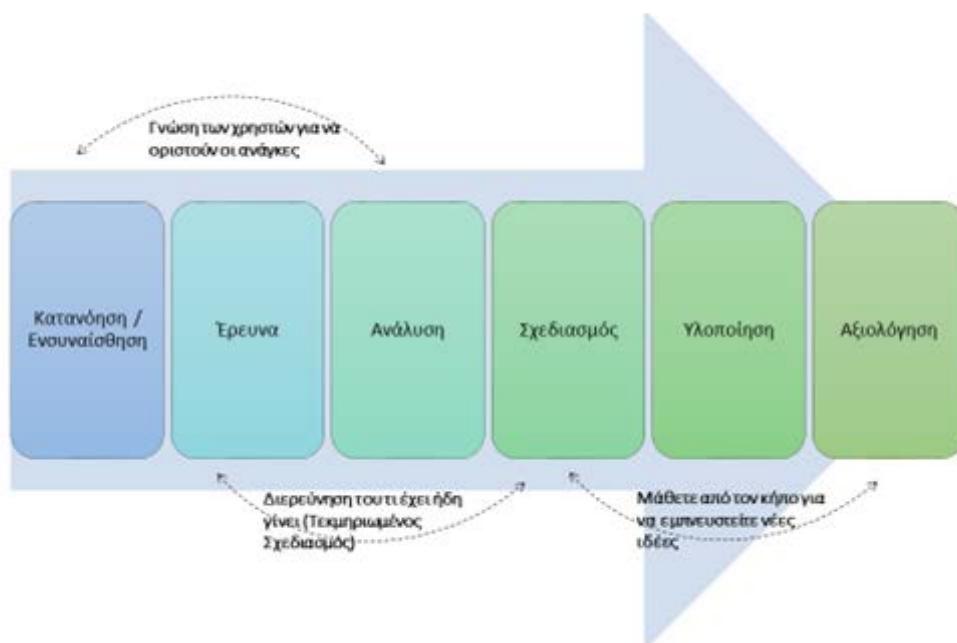 Γνώση των χρηστών για να
οριστούν οι ανάγκες
Κατανόηση /
Ενσυναίσθηση
Έρευνα
Ανάλυση
Σχεδιασμός
Υλοποίηση
Αξιολόγηση
Διερεύνηση του τι έχει ήδη
γίνει (Τεκμηριωμένος
Σχεδιασμός)
Μάθετε από τον κήπο για
να εμπνευστείτε νέες
ιδέες